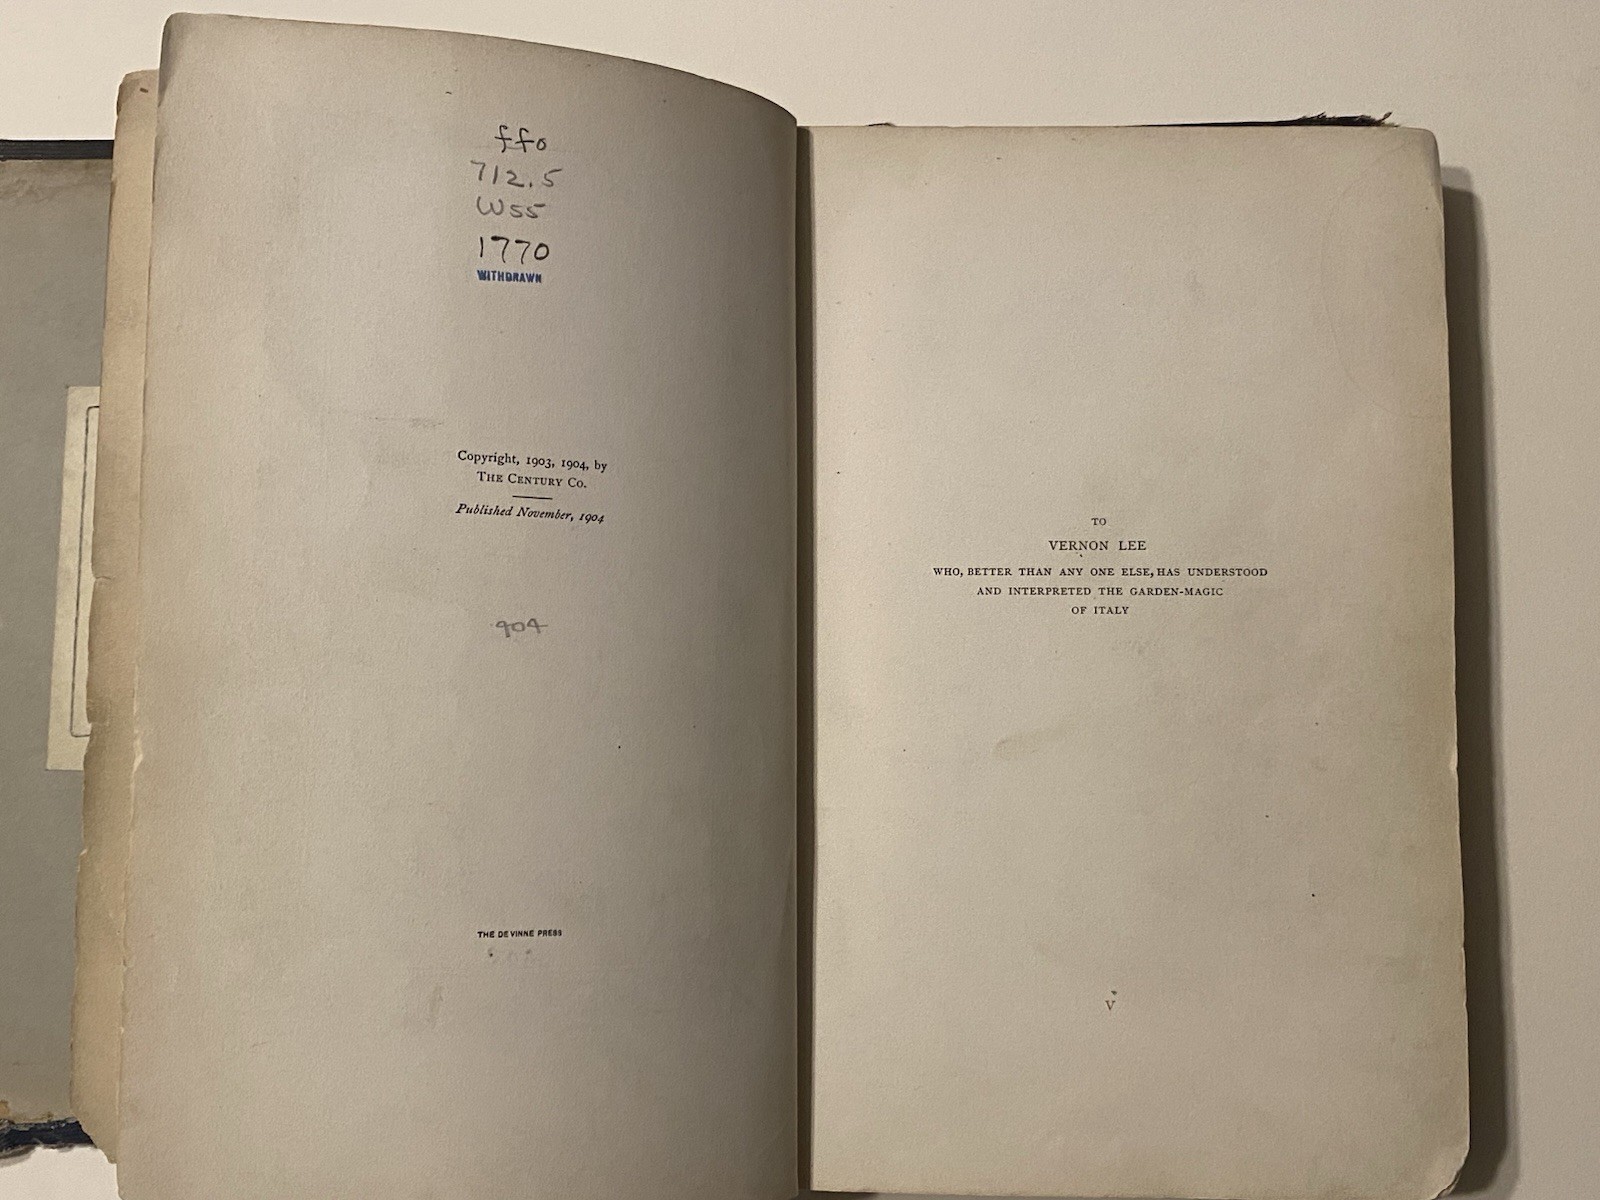 ffo
712.5
W55
1770
WITHDRAWN
Copyright, 1903, 1904, by
THE CENTURY CO.
Published November, 1904
904
THE DEVINNE PRESS
TO
VERNON LEE
WHO, BETTER THAN ANY ONE ELSE, HAS UNDERSTOOD
AND INTERPRETED THE GARDEN-MAGIC
OF ITALY
V